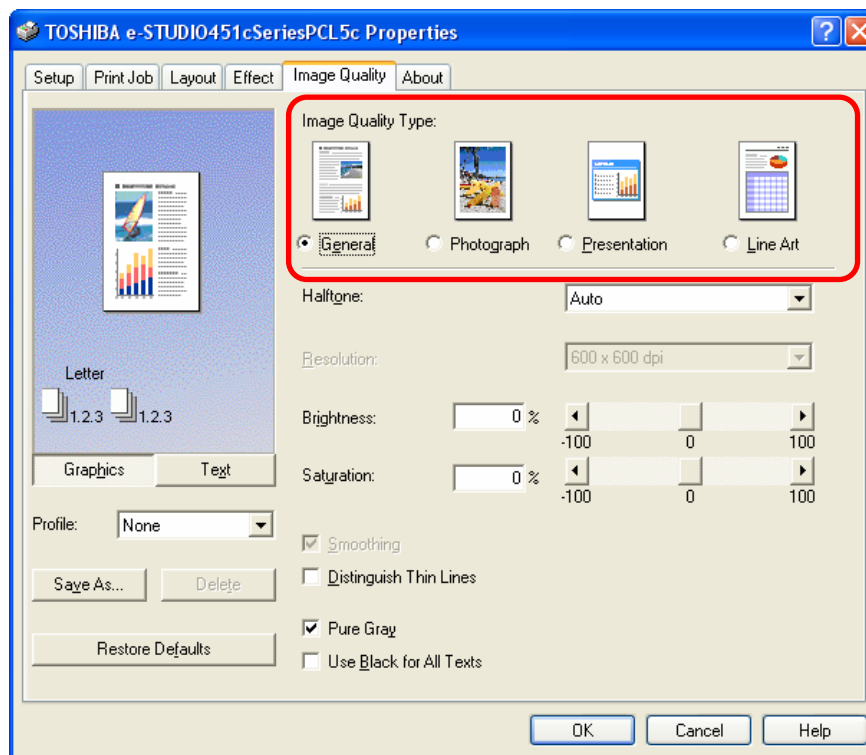 TOSHIBA e-STUDIO451cSeriesPCL5c Properties
Setup Print Job Layout Effect Image Quality About
Image Quality Type:
General Photograph Presentation Line Art
Halftone: Auto
Resolution: 600 x 600 dpi
Letter
1.2.3 1.2.3
Brightness: 0 %
-100 0 100
Graphics Text
Saturation: 0 %
-100 0 100
Profile: None
Smoothing
Save As... Delete
Distinguish Thin Lines
Pure Gray
Restore Defaults
Use Black for All Texts
OK Cancel Help